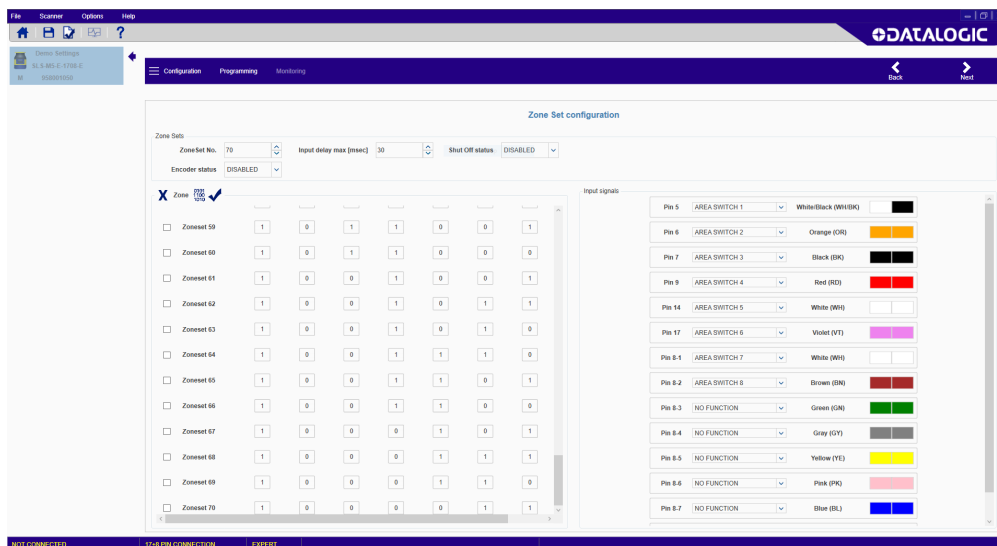 File Scanner Options Help
DATALOGIC
Demo Settings
SLS-M5-E-1708-E
M 958001090
Configuration Programming Monitoring Back Next
Zone Set configuration
Zone Sets
ZoneSet No. 70 Input delay max [msec] 30 Shut Off status DISABLED
Encoder status DISABLED
X Zone 0101 1100 1010
Zoneset 59 1 0 1 1 0 0 1
Zoneset 60 1 0 1 1 0 0 0
Zoneset 61 1 0 0 1 0 0 1
Zoneset 62 1 0 0 1 0 1 1
Zoneset 63 1 0 0 1 0 1 0
Zoneset 64 1 0 0 1 1 1 0
Zoneset 65 1 0 0 1 1 0 1
Zoneset 66 1 0 0 1 1 0 0
Zoneset 67 1 0 0 0 1 0 1
Zoneset 68 1 0 0 0 1 1 1
Zoneset 69 1 0 0 0 1 1 0
Zoneset 70 1 0 0 0 0 1 1
Input signals
Pin 5 AREA SWITCH 1 White/Black (WH/BK)
Pin 6 AREA SWITCH 2 Orange (OR)
Pin 7 AREA SWITCH 3 Black (BK)
Pin 9 AREA SWITCH 4 Red (RD)
Pin 14 AREA SWITCH 5 White (WH)
Pin 17 AREA SWITCH 6 Violet (VT)
Pin 8-1 AREA SWITCH 7 White (WH)
Pin 8-2 AREA SWITCH 8 Brown (BN)
Pin 8-3 NO FUNCTION Green (GN)
Pin 8-4 NO FUNCTION Gray (GY)
Pin 8-5 NO FUNCTION Yellow (YE)
Pin 8-6 NO FUNCTION Pink (PK)
Pin 8-7 NO FUNCTION Blue (BL)
NOT CONNECTED 17+8 PIN CONNECTION EXPERT